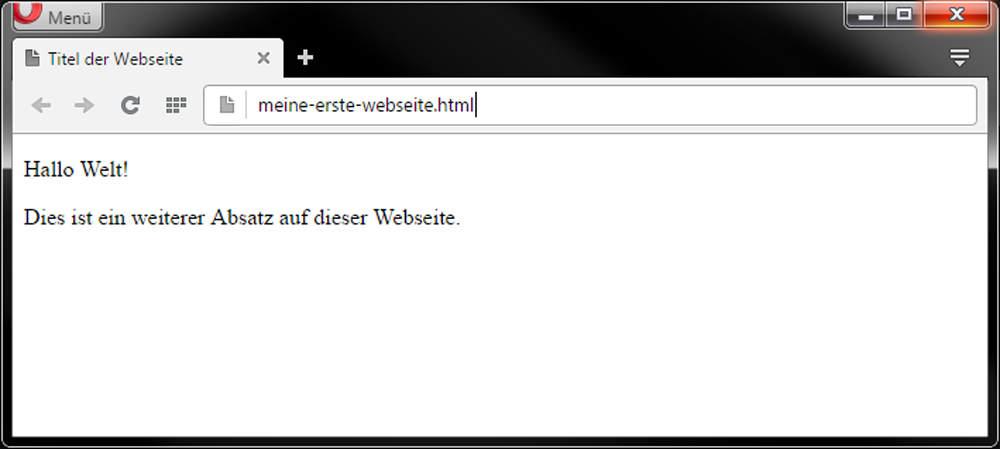 Menü
Titel der Webseite
meine-erste-webseite.html
Hallo Welt!
Dies ist ein weiterer Absatz auf dieser Webseite.